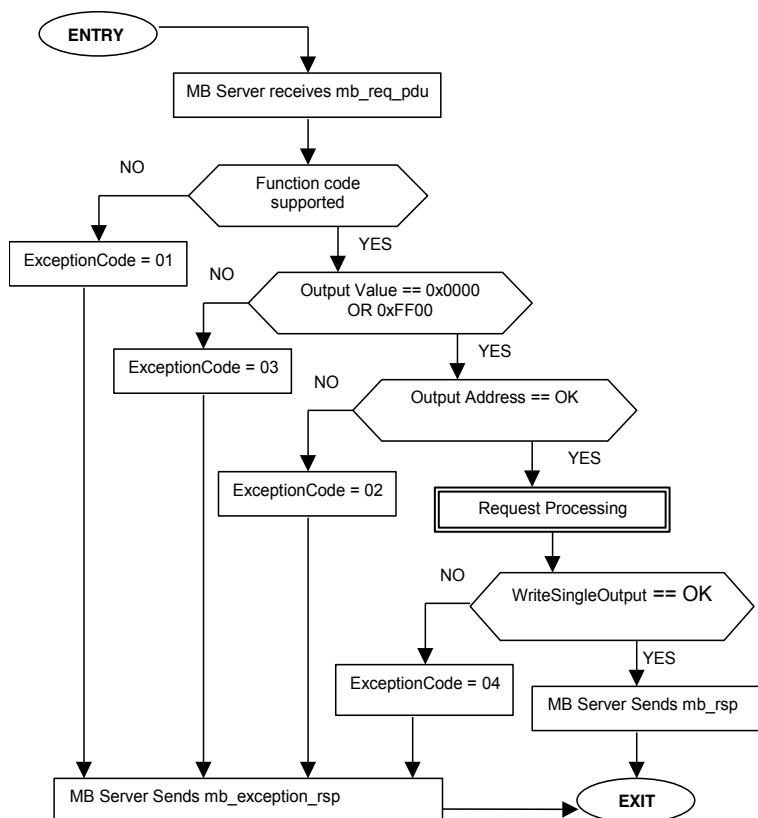 ENTRY
MB Server receives mb_req_pdu
NO
Function code
supported
YES
ExceptionCode = 01
NO
Output Value == 0x0000
OR 0xFF00
YES
ExceptionCode = 03
NO
Output Address == OK
YES
ExceptionCode = 02
Request Processing
NO
WriteSingleOutput == OK
YES
ExceptionCode = 04
MB Server Sends mb_rsp
MB Server Sends mb_exception_rsp
EXIT